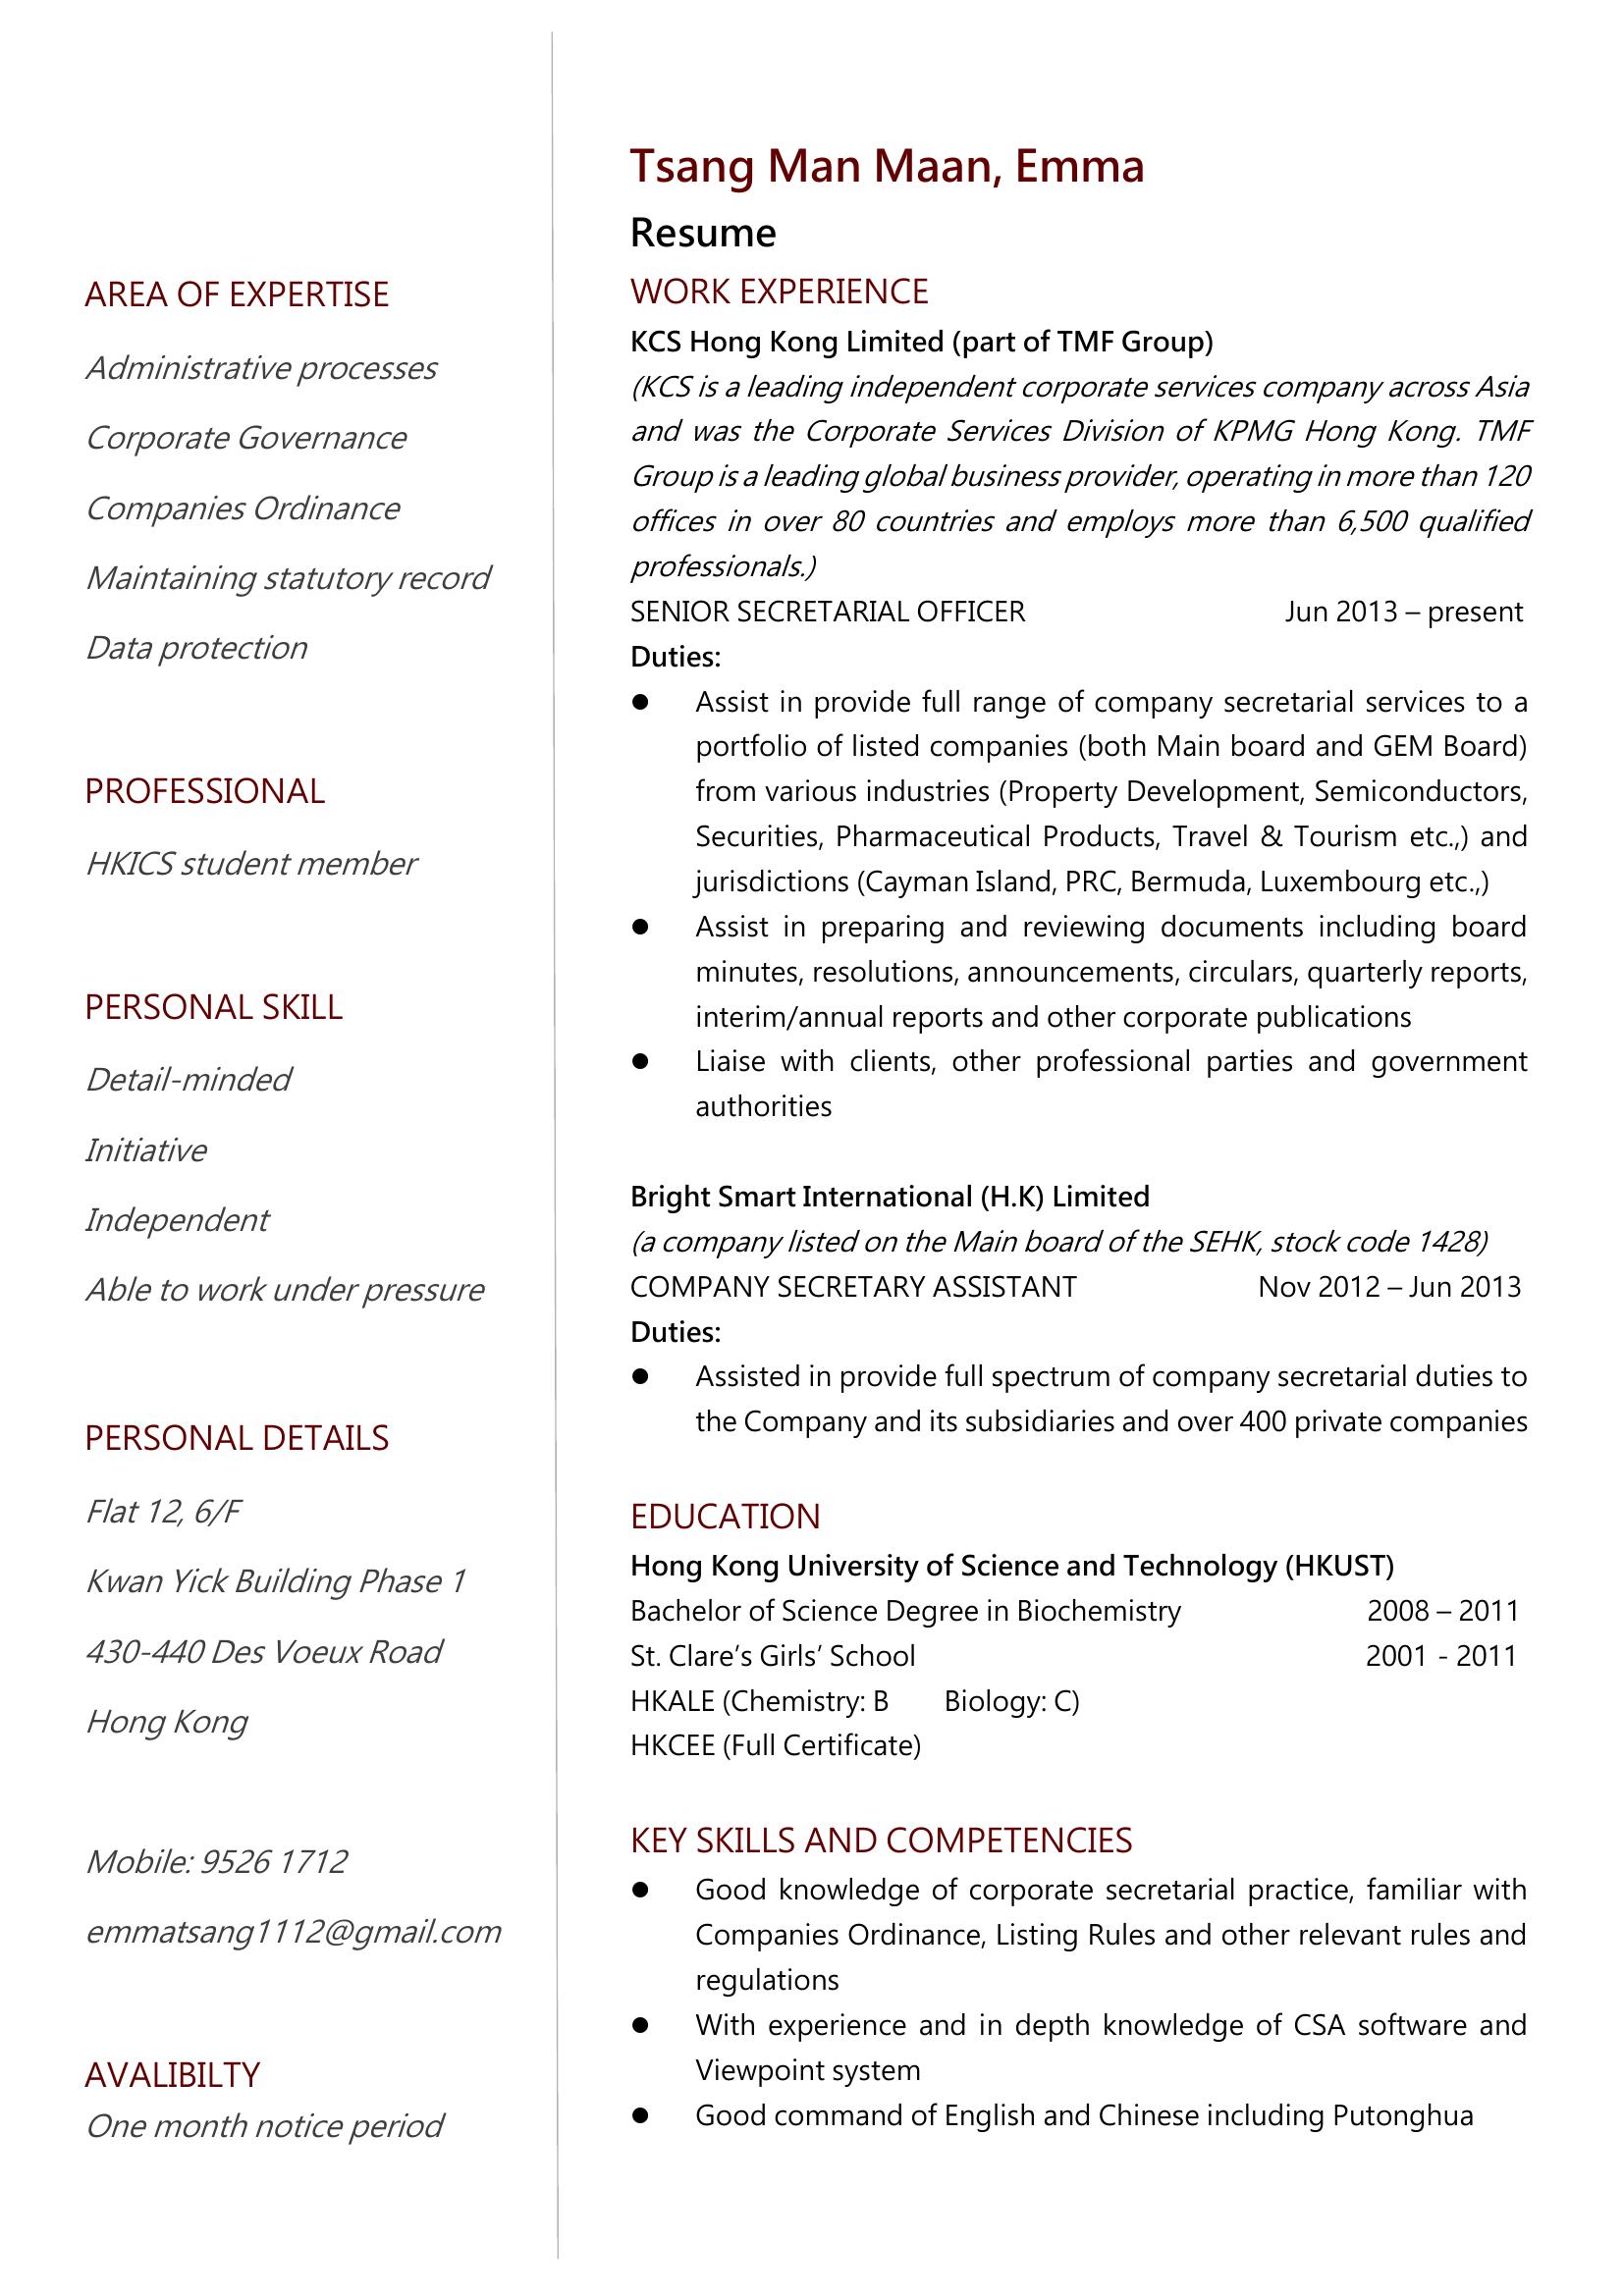 Tsang Man Maan, Emma
Resume
AREA OF EXPERTISE
Administrative processes
Corporate Governance
Companies Ordinance
Maintaining statutory record
Data protection
PROFESSIONAL
HKICS student member
PERSONAL SKILL
Detail-minded
Initiative
Independent
Able to work under pressure
PERSONAL DETAILS
Flat 12, 6/F
Kwan Yick Building Phase 1
430-440 Des Voeux Road
Hong Kong
Mobile: 9526 1712
emmatsang1112@gmail.com
AVALIBILTY
One month notice period
WORK EXPERIENCE
KCS Hong Kong Limited (part of TMF Group)
(KCS is a leading independent corporate services company across Asia
and was the Corporate Services Division of KPMG Hong Kong. TMF
Group is a leading global business provider, operating in more than 120
offices in over 80 countries and employs more than 6,500 qualified
professionals.)
SENIOR SECRETARIAL OFFICER Jun 2013 – present
Duties:
● Assist in provide full range of company secretarial services to a
portfolio of listed companies (both Main board and GEM Board)
from various industries (Property Development, Semiconductors,
Securities, Pharmaceutical Products, Travel & Tourism etc.,) and
jurisdictions (Cayman Island, PRC, Bermuda, Luxembourg etc.,)
● Assist in preparing and reviewing documents including board
minutes, resolutions, announcements, circulars, quarterly reports,
interim/annual reports and other corporate publications
● Liaise with clients, other professional parties and government
authorities
Bright Smart International (H.K) Limited
(a company listed on the Main board of the SEHK, stock code 1428)
COMPANY SECRETARY ASSISTANT Nov 2012 – Jun 2013
Duties:
● Assisted in provide full spectrum of company secretarial duties to
the Company and its subsidiaries and over 400 private companies
EDUCATION
Hong Kong University of Science and Technology (HKUST)
Bachelor of Science Degree in Biochemistry 2008 – 2011
St. Clare’s Girls’ School 2001 - 2011
HKALE (Chemistry: B Biology: C)
HKCEE (Full Certificate)
KEY SKILLS AND COMPETENCIES
● Good knowledge of corporate secretarial practice, familiar with
Companies Ordinance, Listing Rules and other relevant rules and
regulations
● With experience and in depth knowledge of CSA software and
Viewpoint system
● Good command of English and Chinese including Putonghua